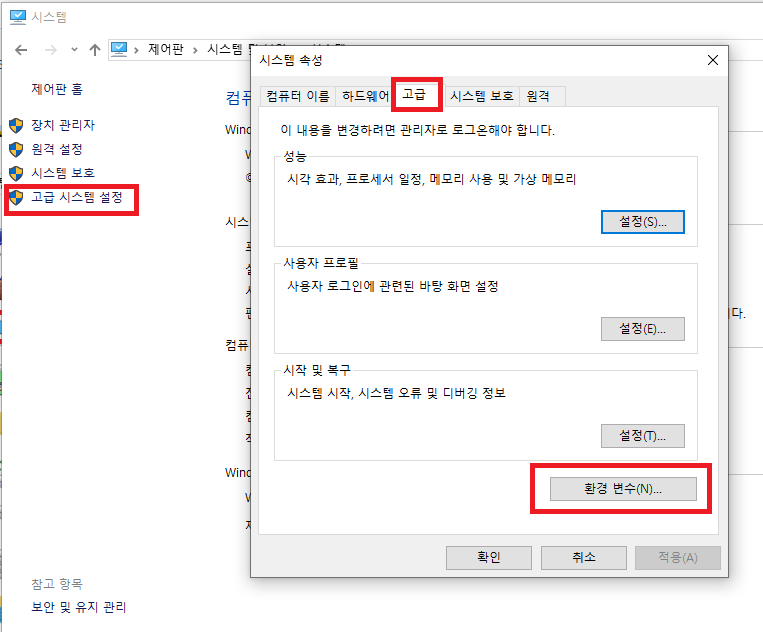 시스템
제어판 시스템
제어판 홈
장치 관리자
원격 설정
시스템 보호
고급 시스템 설정
참고 항목
보안 및 유지 관리
시스템 속성
컴퓨터 이름 하드웨어 고급 시스템 보호 원격
이 내용을 변경하려면 관리자로 로그온해야 합니다.
성능
시각 효과, 프로세서 일정, 메모리 사용 및 가상 메모리
설정(S)...
사용자 프로필
사용자 로그인에 관련된 바탕 화면 설정
설정(E)...
시작 및 복구
시스템 시작, 시스템 오류 및 디버깅 정보
설정(T)...
환경 변수(N)...
확인 취소 적용(A)
Wind
시스
컴퓨
Wind
다.